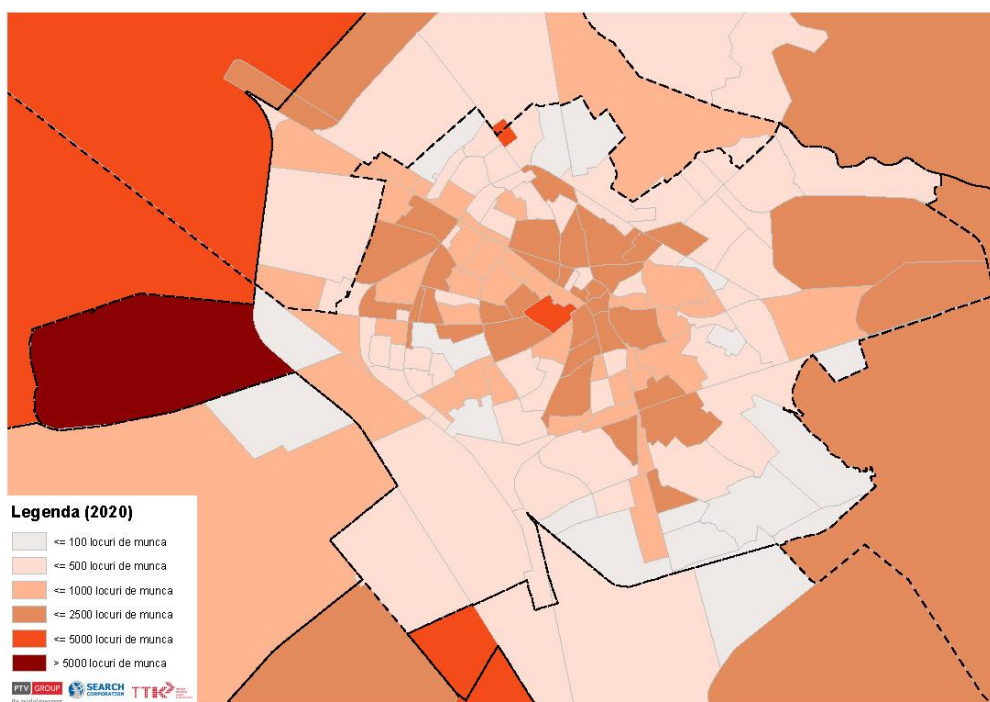 Legenda (2020)
<= 100 locuri de munca
<= 500 locuri de munca
<= 1000 locuri de munca
<= 2500 locuri de munca
<= 5000 locuri de munca
> 5000 locuri de munca
PTV GROUP
SEARCH
CORPORATION
TTK